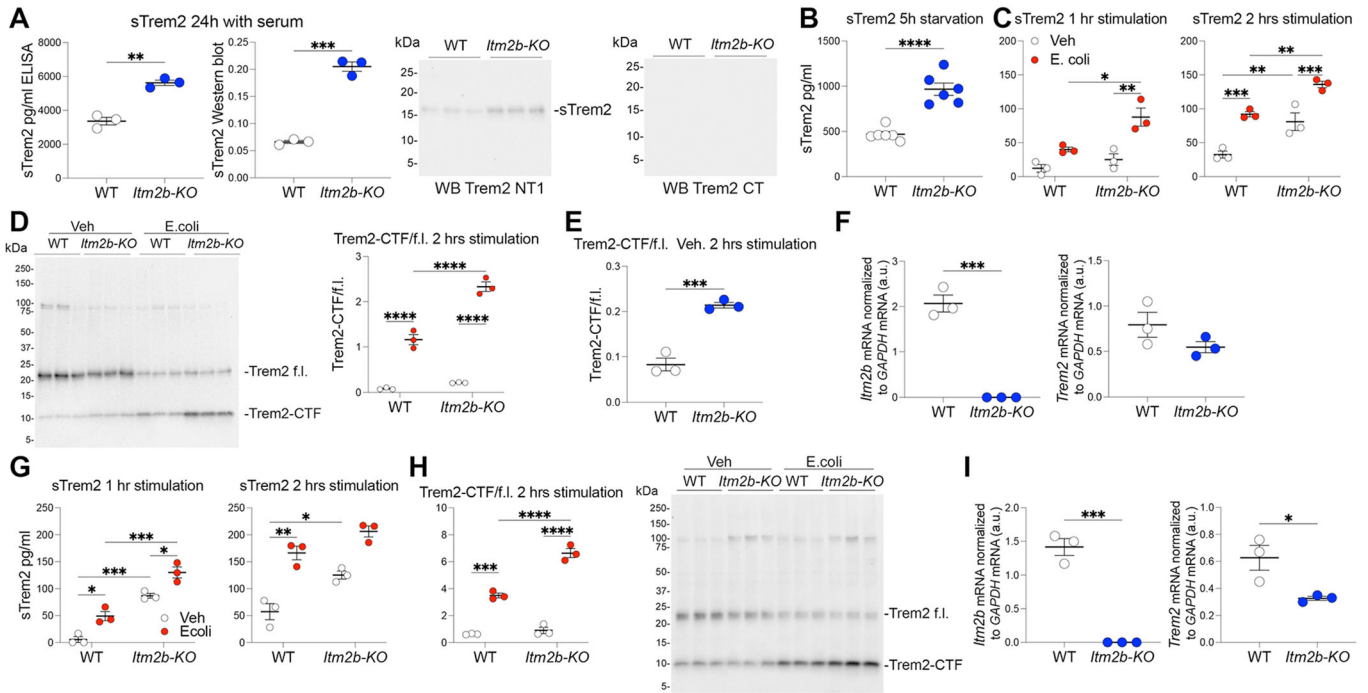 A
sTrem2 24h with serum
sTrem2 pg/ml ELISA
8000
6000
4000
2000
0
**
WT
Itm2b-KO
sTrem2 Western blot
0.25
0.20
0.15
0.10
0.05
0.00
***
WT
Itm2b-KO
kDa
WT
Itm2b-KO
25-
20-
15-
10-
-sTrem2
WB Trem2 NT1
kDa
WT
Itm2b-KO
25-
20-
15-
10-
WB Trem2 CT
B
sTrem2 5h starvation
sTrem2 pg/ml
1500
1000
500
0
****
WT
Itm2b-KO
C
sTrem2 1 hr stimulation
Veh
E. coli
200
150
100
50
0
*
**
WT
Itm2b-KO
sTrem2 2 hrs stimulation
200
150
100
50
0
**
**
***
***
WT
Itm2b-KO
D
Veh
E.coli
kDa
WT
Itm2b-KO
WT
Itm2b-KO
250-
150-
100-
75-
50-
37-
25-
20-
15-
10-
5-
-Trem2 f.l.
-Trem2-CTF
Trem2-CTF/f.l. 2 hrs stimulation
Trem2-CTF/f.l.
3
2
1
0
****
****
****
WT
Itm2b-KO
E
Trem2-CTF/f.l. Veh. 2 hrs stimulation
Trem2-CTF/f.l.
0.3
0.2
0.1
0.0
***
WT
Itm2b-KO
F
Itm2b mRNA normalized
to GAPDH mRNA (a.u.)
3
2
1
0
***
WT
Itm2b-KO
Trem2 mRNA normalized
to GAPDH mRNA (a.u.)
1.5
1.0
0.5
0.0
WT
Itm2b-KO
G
sTrem2 1 hr stimulation
sTrem2 pg/ml
250
200
150
100
50
0
***
***
*
*
Veh
Ecoli
WT
Itm2b-KO
sTrem2 2 hrs stimulation
250
200
150
100
50
0
*
**
WT
Itm2b-KO
H
Trem2-CTF/f.l. 2 hrs stimulation
10
8
6
4
2
0
****
****
***
WT
Itm2b-KO
Veh
E.coli
kDa
WT
Itm2b-KO
WT
Itm2b-KO
250-
150-
100-
75-
50-
37-
25-
20-
15-
10-
5-
-Trem2 f.l.
-Trem2-CTF
I
Itm2b mRNA normalized
to GAPDH mRNA (a.u.)
2.0
1.5
1.0
0.5
0.0
***
WT
Itm2b-KO
Trem2 mRNA normalized
to GAPDH mRNA (a.u.)
1.0
0.8
0.6
0.4
0.2
0.0
*
WT
Itm2b-KO